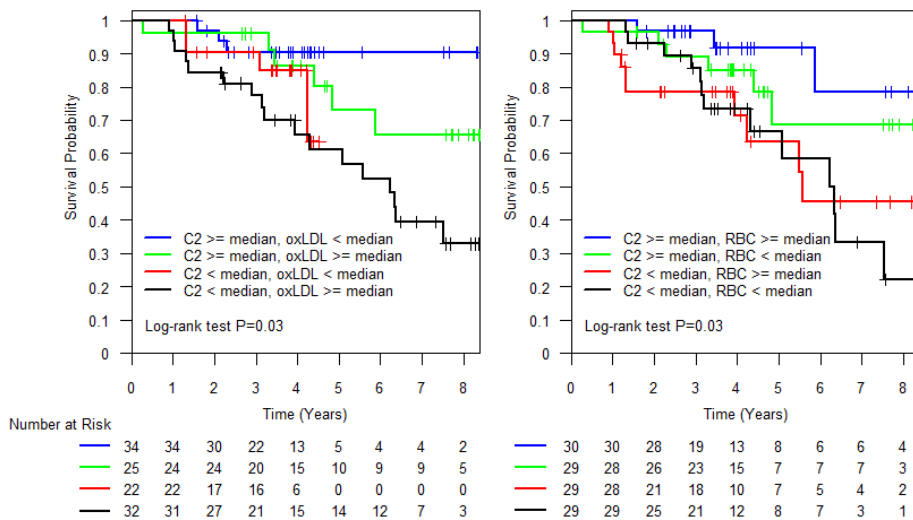 Survival Probability
1
0.9
0.8
0.7
0.6
0.5
0.4
0.3
0.2
0.1
0
C2 >= median, oxLDL < median
C2 >= median, oxLDL >= median
C2 < median, oxLDL < median
C2 < median, oxLDL >= median
Log-rank test P=0.03
0 1 2 3 4 5 6 7 8
Time (Years)
Survival Probability
1
0.9
0.8
0.7
0.6
0.5
0.4
0.3
0.2
0.1
0
C2 >= median, RBC >= median
C2 >= median, RBC < median
C2 < median, RBC >= median
C2 < median, RBC < median
Log-rank test P=0.03
0 1 2 3 4 5 6 7 8
Time (Years)
Number at Risk
34 34 30 22 13 5 4 4 2
25 24 24 20 15 10 9 9 5
22 22 17 16 6 0 0 0 0
32 31 27 21 15 14 12 7 3
30 30 28 19 13 8 6 6 4
29 28 26 23 15 7 7 7 3
29 28 21 18 10 7 5 4 2
29 29 25 21 12 8 7 3 1